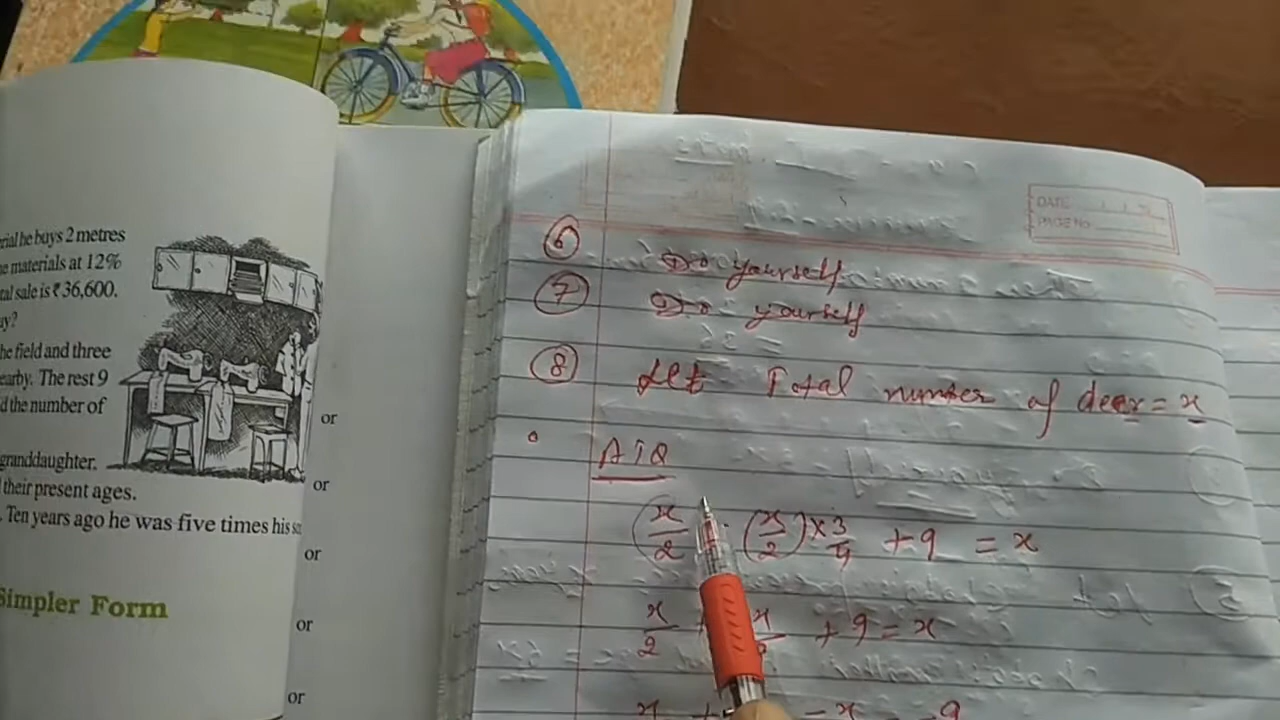 rial he buys 2 metres
e materials at 12%
tal sale is ₹ 36,600.
ay?
he field and three
earby. The rest 9
d the number of
granddaughter.
their present ages.
. Ten years ago he was five times his
Simpler Form
or
or
or
or
or
DATE
PAGE No.
6 Do yourself
7 Do yourself
8 Let Total number of deer = x
ATQ
(x/2) (x/2) × 3/4 + 9 = x
x/2 + x + 9 = x
x + - x - 9